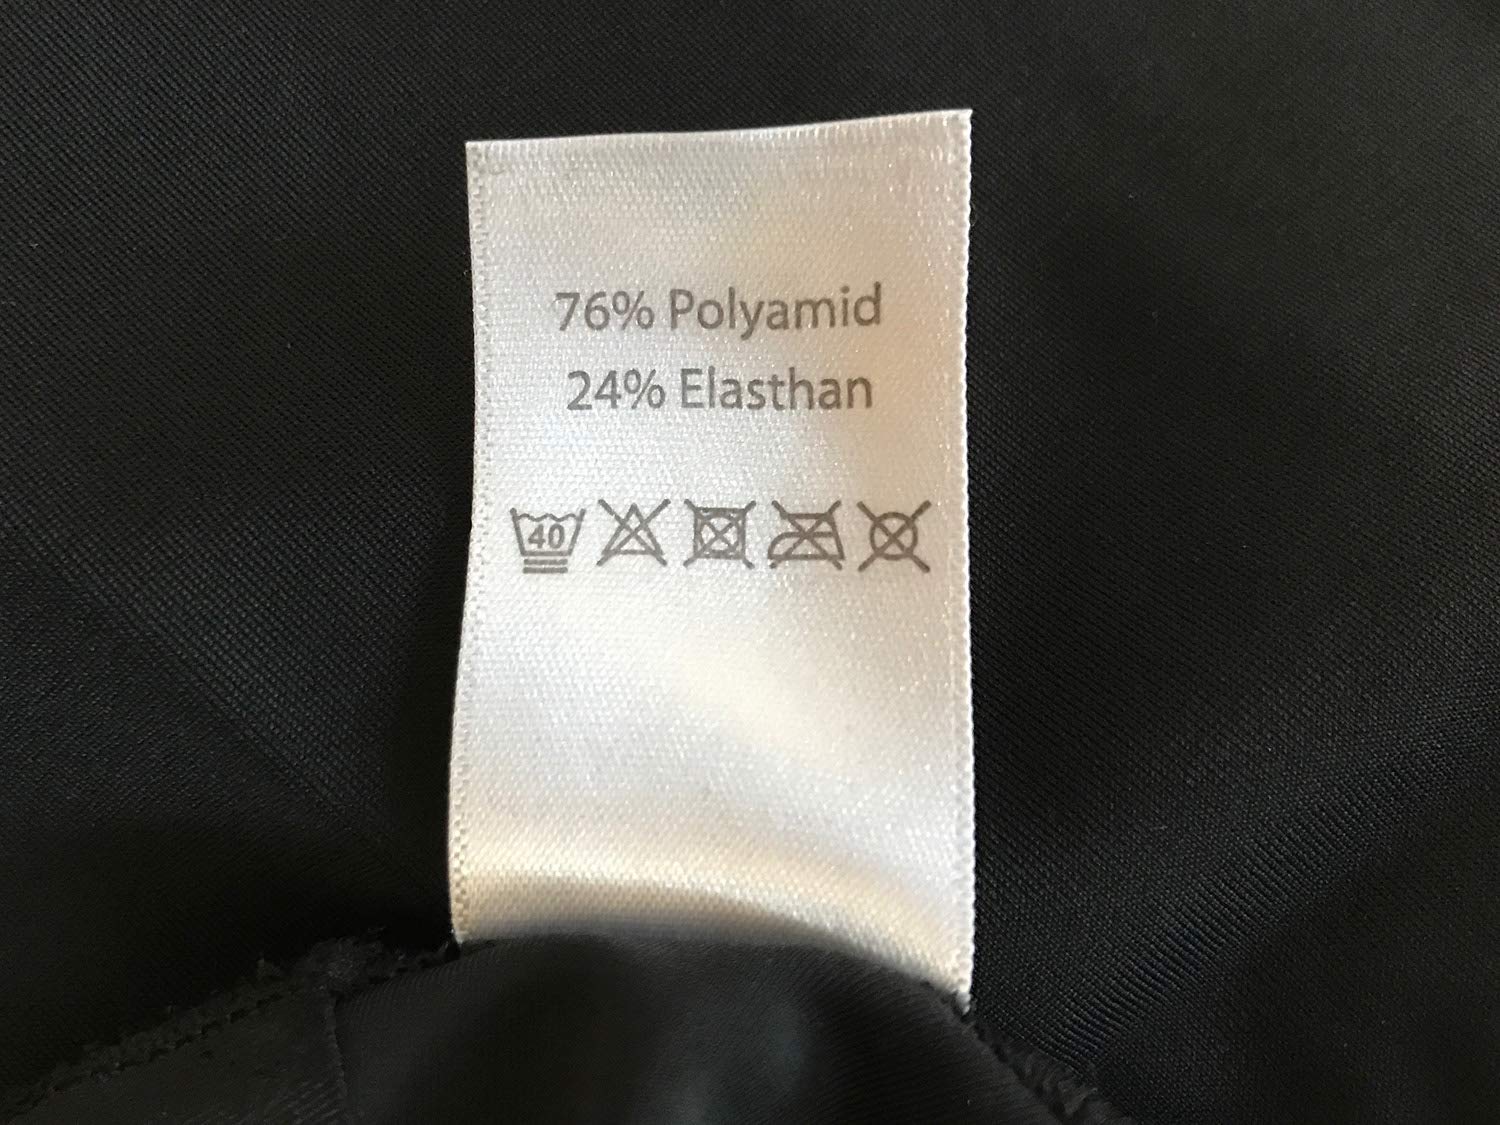 76% Polyamid
24% Elasthan
40